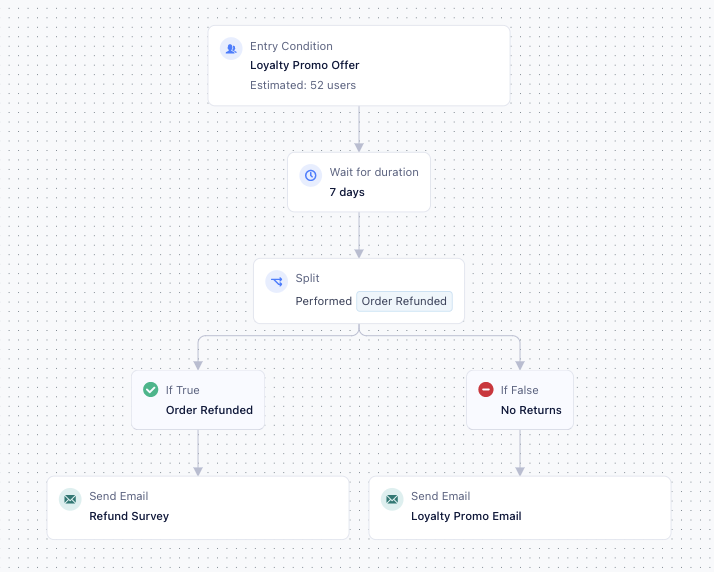 Entry Condition
Loyalty Promo Offer
Estimated: 52 users
Wait for duration
7 days
Split
Performed Order Refunded
If True
Order Refunded
If False
No Returns
Send Email
Refund Survey
Send Email
Loyalty Promo Email